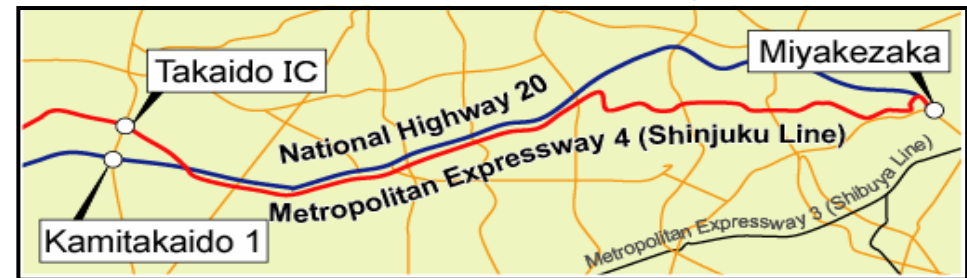 Takaido IC
Miyakezaka
National Highway 20
Metropolitan Expressway 4 (Shinjuku Line)
Metropolitan Expressway 3 (Shibuya Line)
Kamitakaido 1